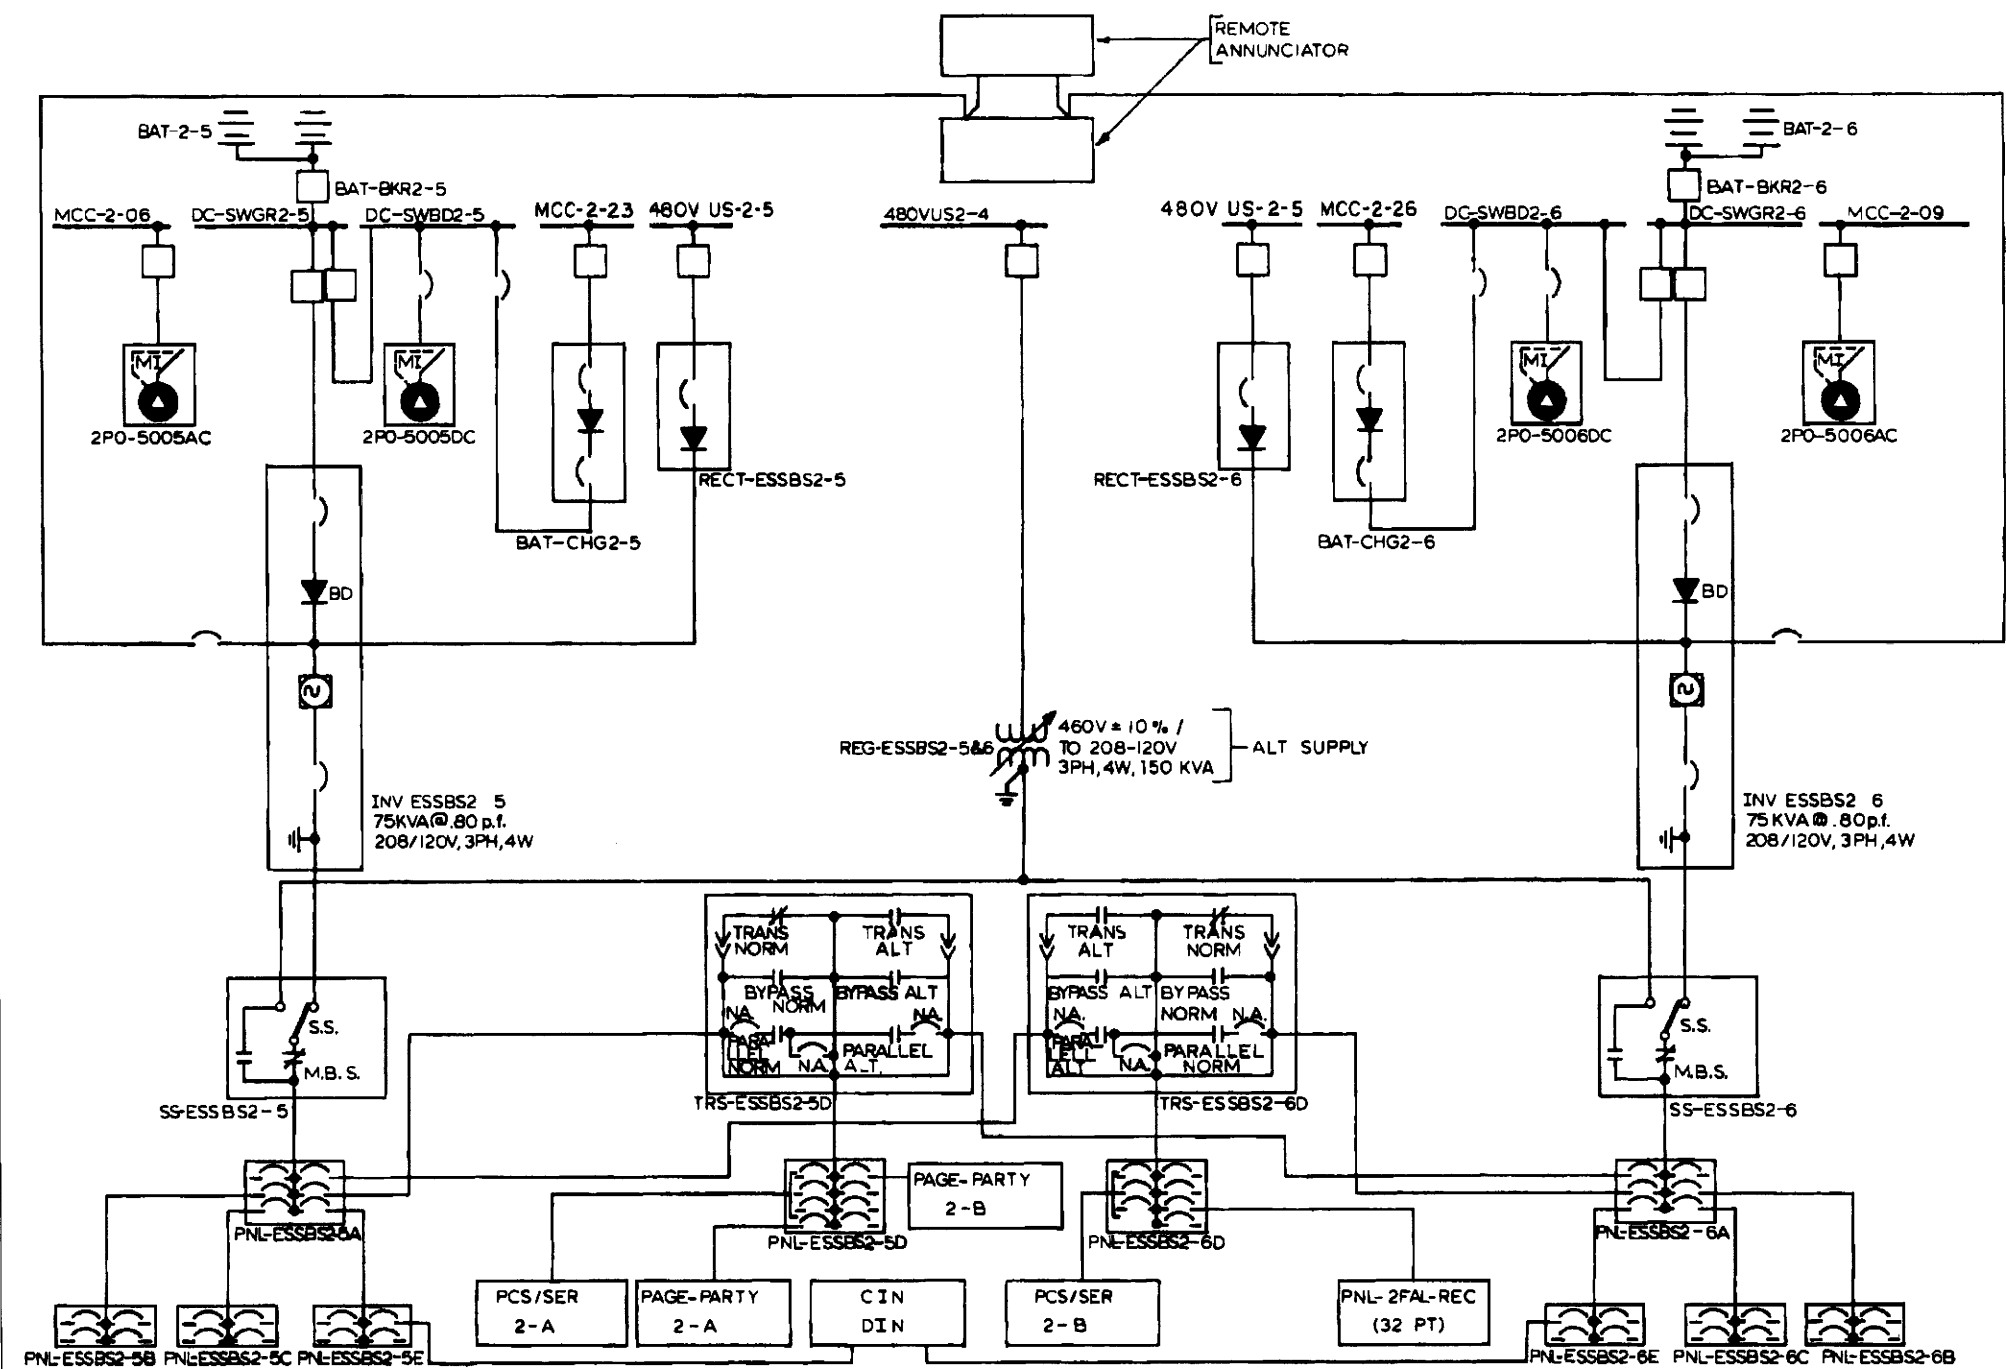 REMOTE
ANNUNCIATOR
BAT-2-5
BAT-2-6
BAT-BKR2-5
BAT-BKR2-6
MCC-2-06
DC-SWGR2-5
DC-SWBD2-5
MCC-2-23
480V US-2-5
480VUS2-4
480V US-2-5
MCC-2-26
DC-SWBD2-6
DC-SWGR2-6
MCC-2-09
MI
MI
MI
MI
2PO-5005AC
2PO-5005DC
2PO-5006DC
2PO-5006AC
RECT-ESSBS2-5
RECT-ESSBS2-6
BAT-CHG2-5
BAT-CHG2-6
BD
BD
REG-ESSBS2-5&6
460V±10%/
TO 208-120V
3PH,4W,150 KVA
ALT SUPPLY
INV ESSBS2 5
75KVA@.80p.f.
208/120V,3PH,4W
INV ESSBS2 6
75KVA@.80p.f.
208/120V,3PH,4W
TRANS
NORM
TRANS
ALT
BYPASS
NORM
BYPASS ALT
N.A.
N.A.
PARA
LLEL
NORM
N.A.
PARALLEL
ALT.
TRS-ESSBS2-5D
TRANS
ALT
TRANS
NORM
BYPASS ALT
BYPASS
NORM
N.A.
N.A.
PARA
LELL
ALT
N.A.
PARALLEL
NORM
TRS-ESSBS2-6D
S.S.
M.B.S.
SS-ESSBS2-5
S.S.
M.B.S.
SS-ESSBS2-6
PNL-ESSBS2-5A
PNL-ESSBS2-5D
PAGE-PARTY
2-B
PNL-ESSBS2-6D
PNL-ESSBS2-6A
PCS/SER
2-A
PAGE-PARTY
2-A
CIN
DIN
PCS/SER
2-B
PNL-2FAL-REC
(32 PT)
PNL-ESSBS2-5B
PNL-ESSBS2-5C
PNL-ESSBS2-5E
PNL-ESSBS2-6E
PNL-ESSBS2-6C
PNL-ESSBS2-6B